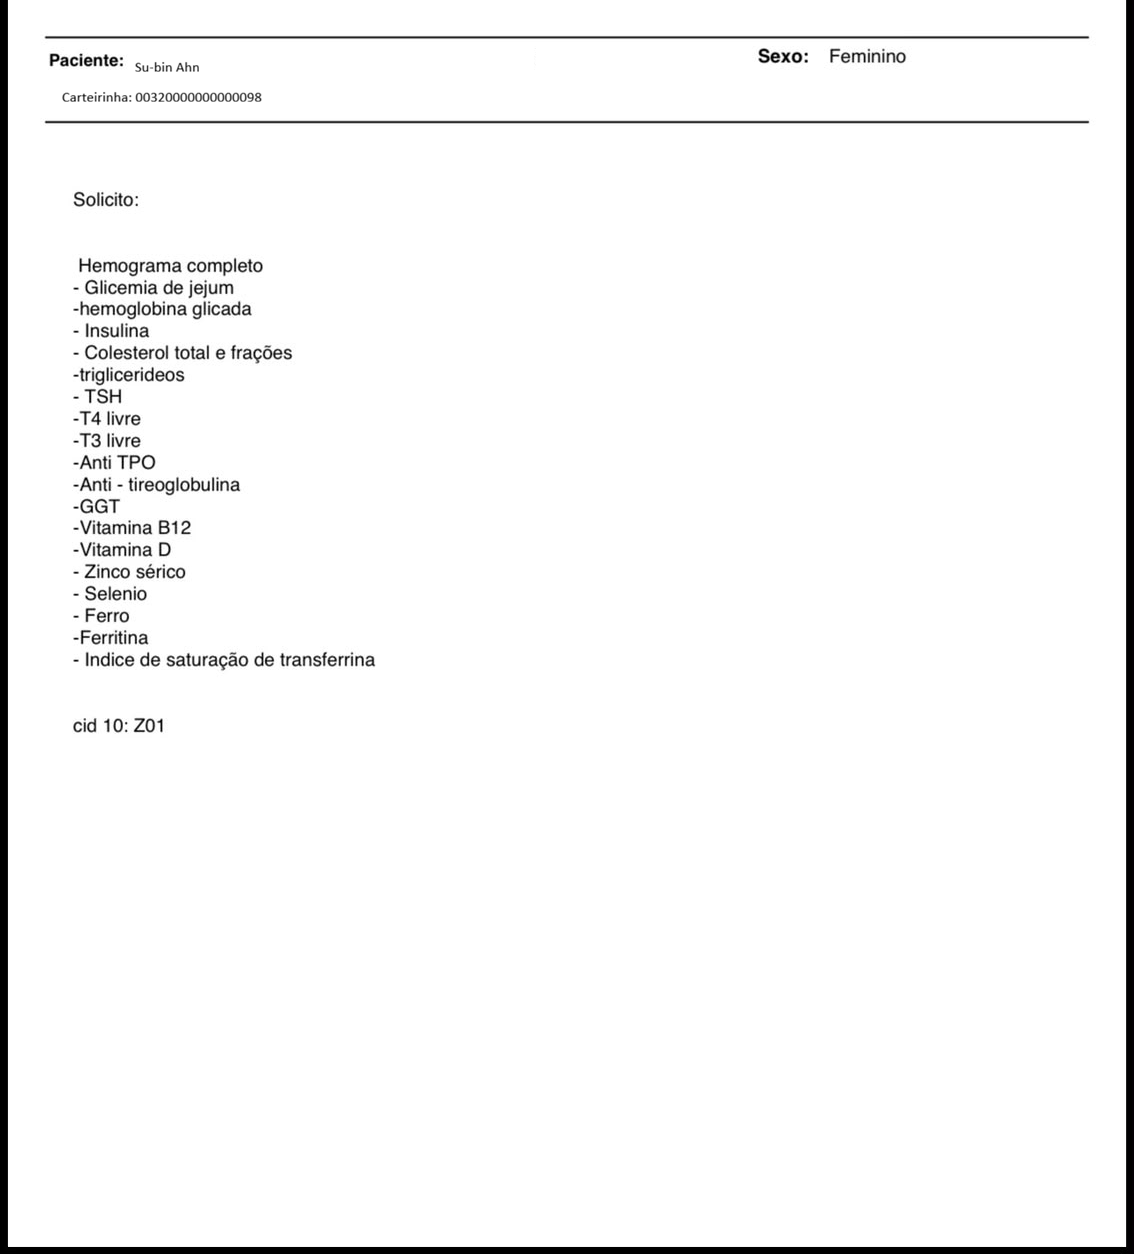 Paciente: Su-bin Ahn Sexo: Feminino
Carteirinha: 00320000000000098
Solicito:
Hemograma completo
- Glicemia de jejum
-hemoglobina glicada
- Insulina
- Colesterol total e frações
-triglicerideos
- TSH
-T4 livre
-T3 livre
-Anti TPO
-Anti - tireoglobulina
-GGT
-Vitamina B12
-Vitamina D
- Zinco sérico
- Selenio
- Ferro
-Ferritina
- Indice de saturação de transferrina
cid 10: Z01